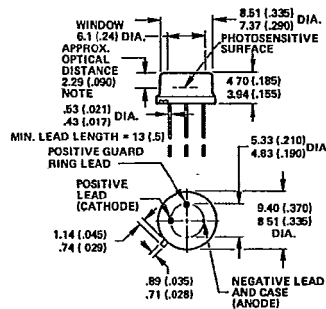 WINDOW
6.1 (.24) DIA.
8.51 (.335)
7.37 (.290) DIA.
APPROX.
OPTICAL
DISTANCE
2.29 (.090)
NOTE
PHOTOSENSITIVE
SURFACE
4.70 (.185)
3.94 (.155)
.53 (.021)
.43 (.017) DIA.
MIN. LEAD LENGTH = 13 (.5)
POSITIVE GUARD
RING LEAD
5.33 (.210)
4.83 (.190) DIA.
POSITIVE
LEAD
(CATHODE)
9.40 (.370)
8.51 (.335)
DIA.
1.14 (.045)
.74 (.029)
.89 (.035)
.71 (.028)
NEGATIVE LEAD
AND CASE
(ANODE)